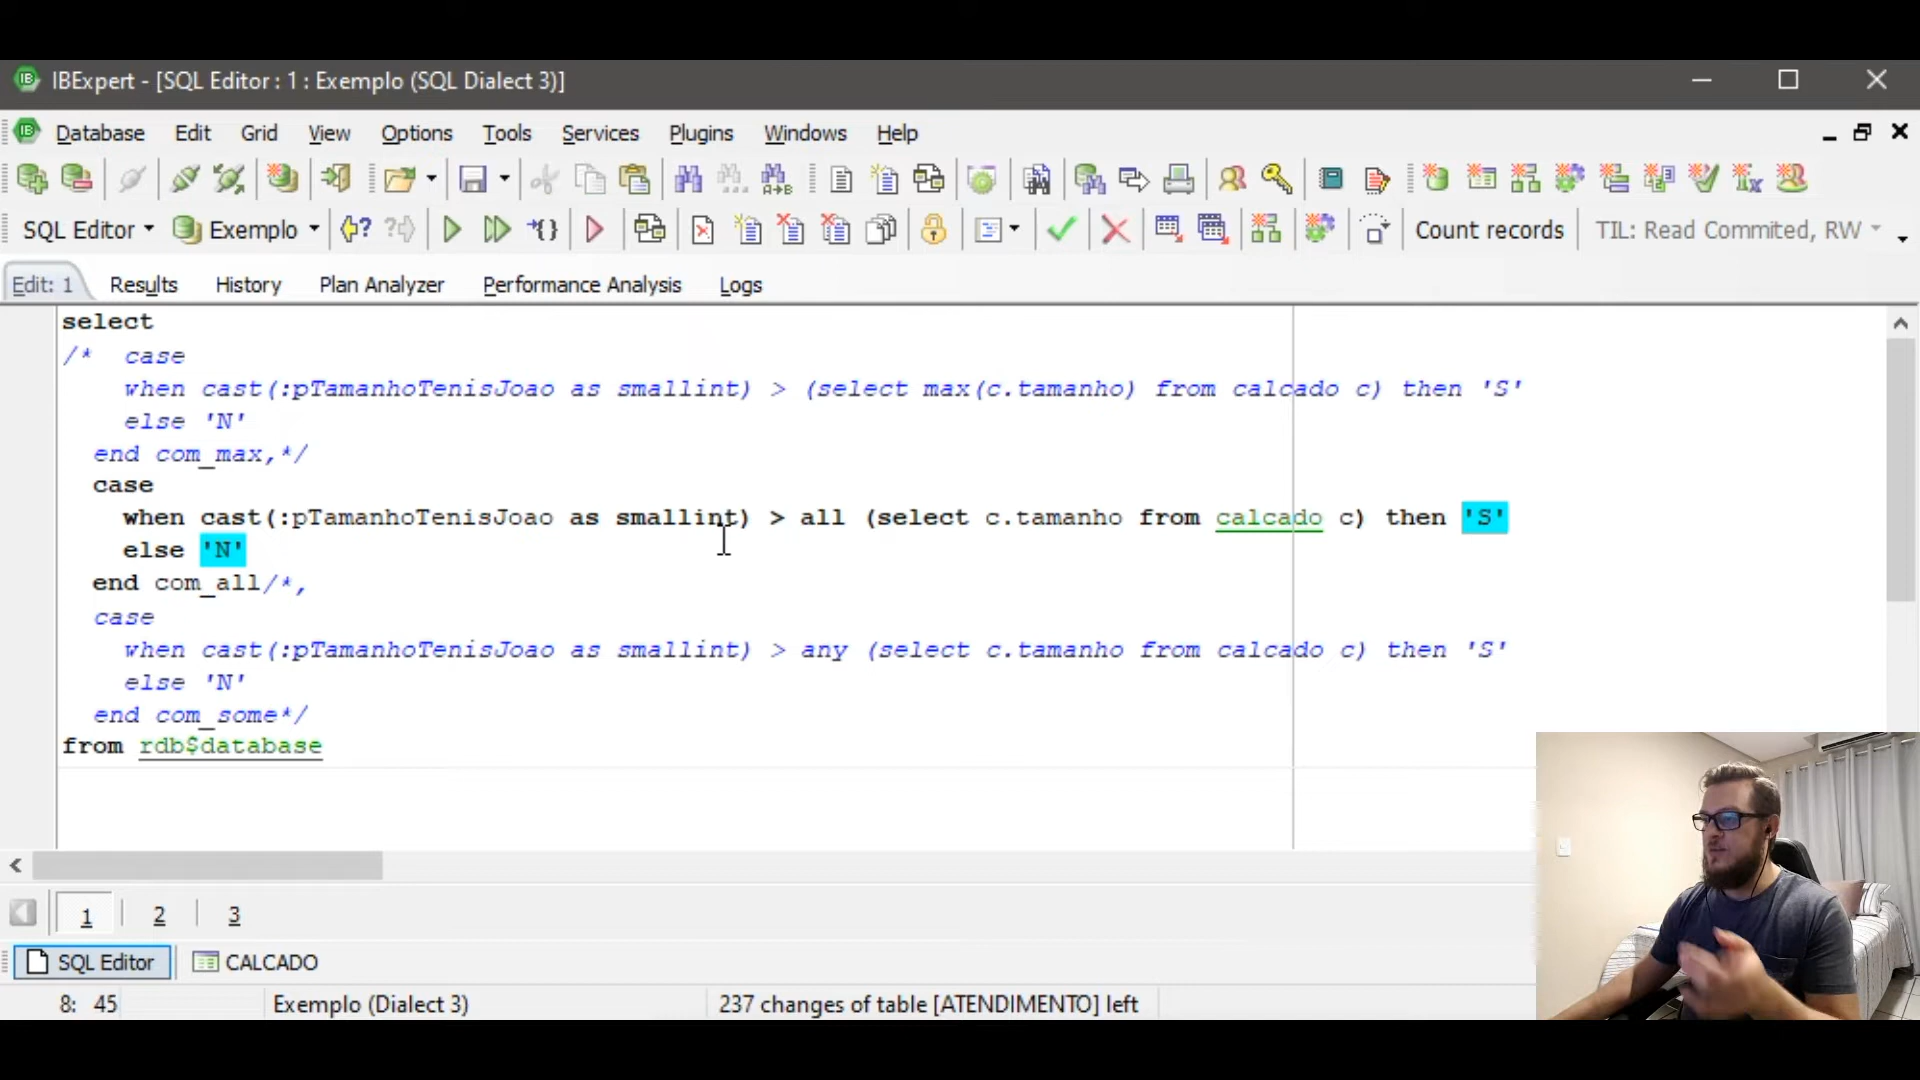 IBExpert - [SQL Editor : 1 : Exemplo (SQL Dialect 3)]
Database Edit Grid View Options Tools Services Plugins Windows Help
SQL Editor Exemplo Count records TIL: Read Commited, RW
Edit: 1 Results History Plan Analyzer Performance Analysis Logs
select
/* case
when cast(:pTamanhoTenisJoao as smallint) > (select max(c.tamanho) from calcado c) then 'S'
else 'N'
end com_max,*/
case
when cast(:pTamanhoTenisJoao as smallint) > all (select c.tamanho from calcado c) then 'S'
else 'N'
end com_all/*,
case
when cast(:pTamanhoTenisJoao as smallint) > any (select c.tamanho from calcado c) then 'S'
else 'N'
end com_some*/
from rdb$database
1 2 3
SQL Editor CALCADO
8: 45 Exemplo (Dialect 3) 237 changes of table [ATENDIMENTO] left